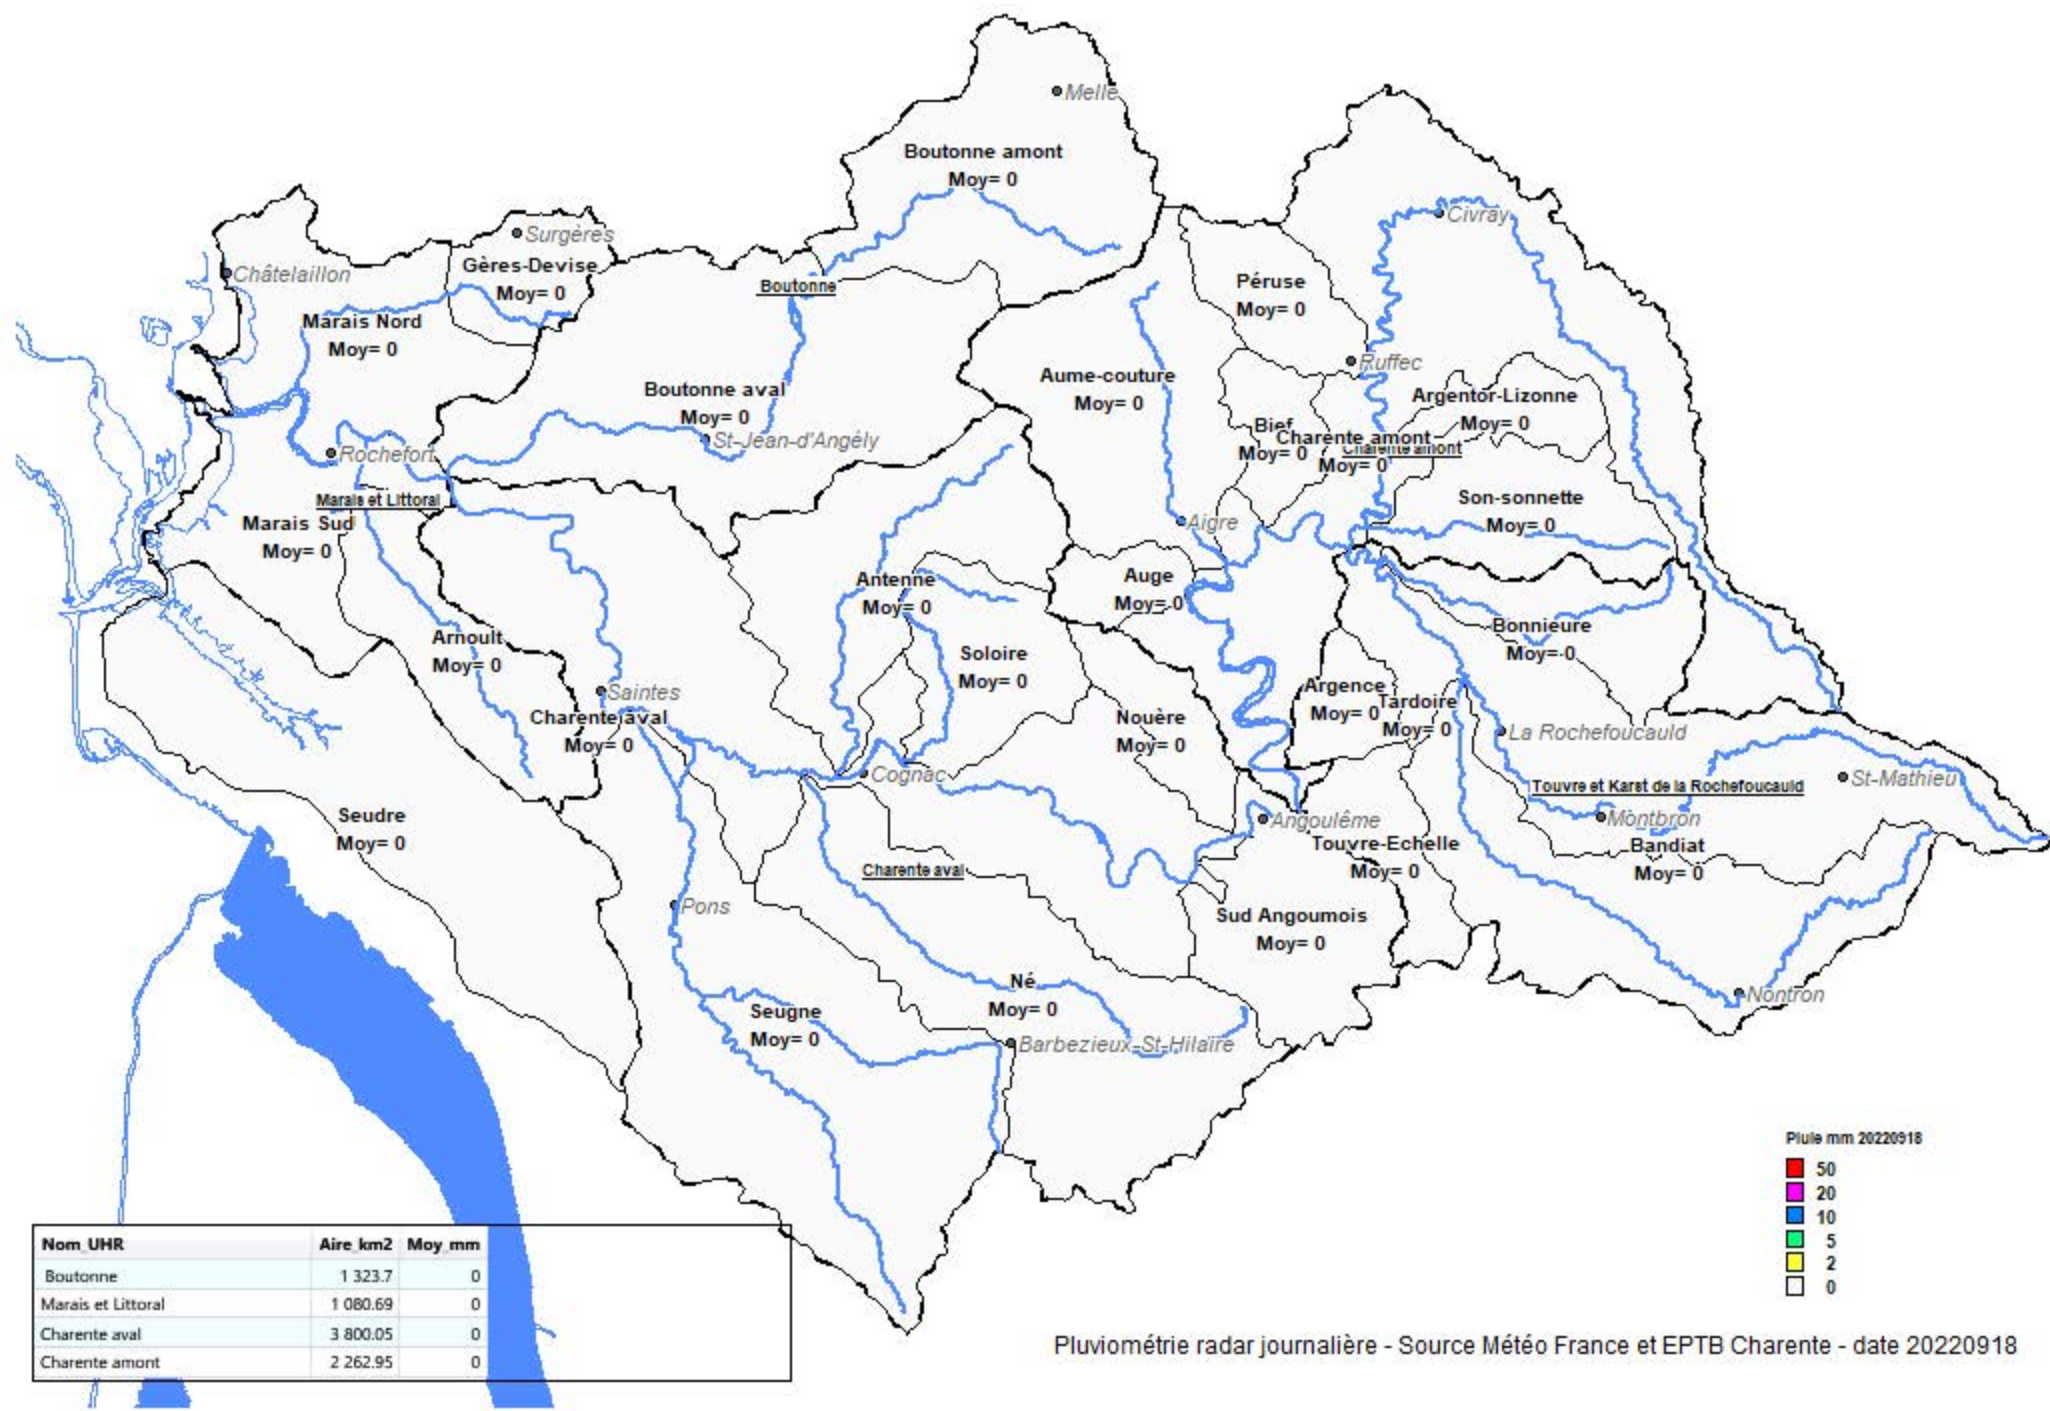 Melle
Boutonne amont
Moy= 0
Civray
Surgères
Châtelaillon
Gères-Devise
Moy= 0
Boutonne
Péruse
Moy= 0
Marais Nord
Moy= 0
Ruffec
Aume-couture
Moy= 0
Boutonne aval
Moy= 0
Argentor-Lizonne
Moy= 0
Bief
Moy= 0
Charente amont
Moy= 0
Charente amont
St-Jean-d'Angély
Rochefort
Marais et Littoral
Son-sonnette
Moy= 0
Marais Sud
Moy= 0
Aigre
Antenne
Moy= 0
Auge
Moy= 0
Bonnieure
Moy= 0
Arnoult
Moy= 0
Soloire
Moy= 0
Saintes
Argence
Moy= 0
Tardoire
Moy= 0
Charente aval
Moy= 0
Nouère
Moy= 0
La Rochefoucauld
Cognac
Touvre et Karst de la Rochefoucauld
St-Mathieu
Seudre
Moy= 0
Angoulême
Montbron
Touvre-Echelle
Moy= 0
Bandiat
Moy= 0
Charente aval
Pons
Sud Angoumois
Moy= 0
Né
Moy= 0
Nontron
Seugne
Moy= 0
Barbezieux-St-Hilaire
Pluie mm 20220918
50
20
10
5
2
0
Nom_UHR Aire_km2 Moy_mm
Boutonne 1 323.7 0
Marais et Littoral 1 080.69 0
Charente aval 3 800.05 0
Charente amont 2 262.95 0
Pluviométrie radar journalière - Source Météo France et EPTB Charente - date 20220918